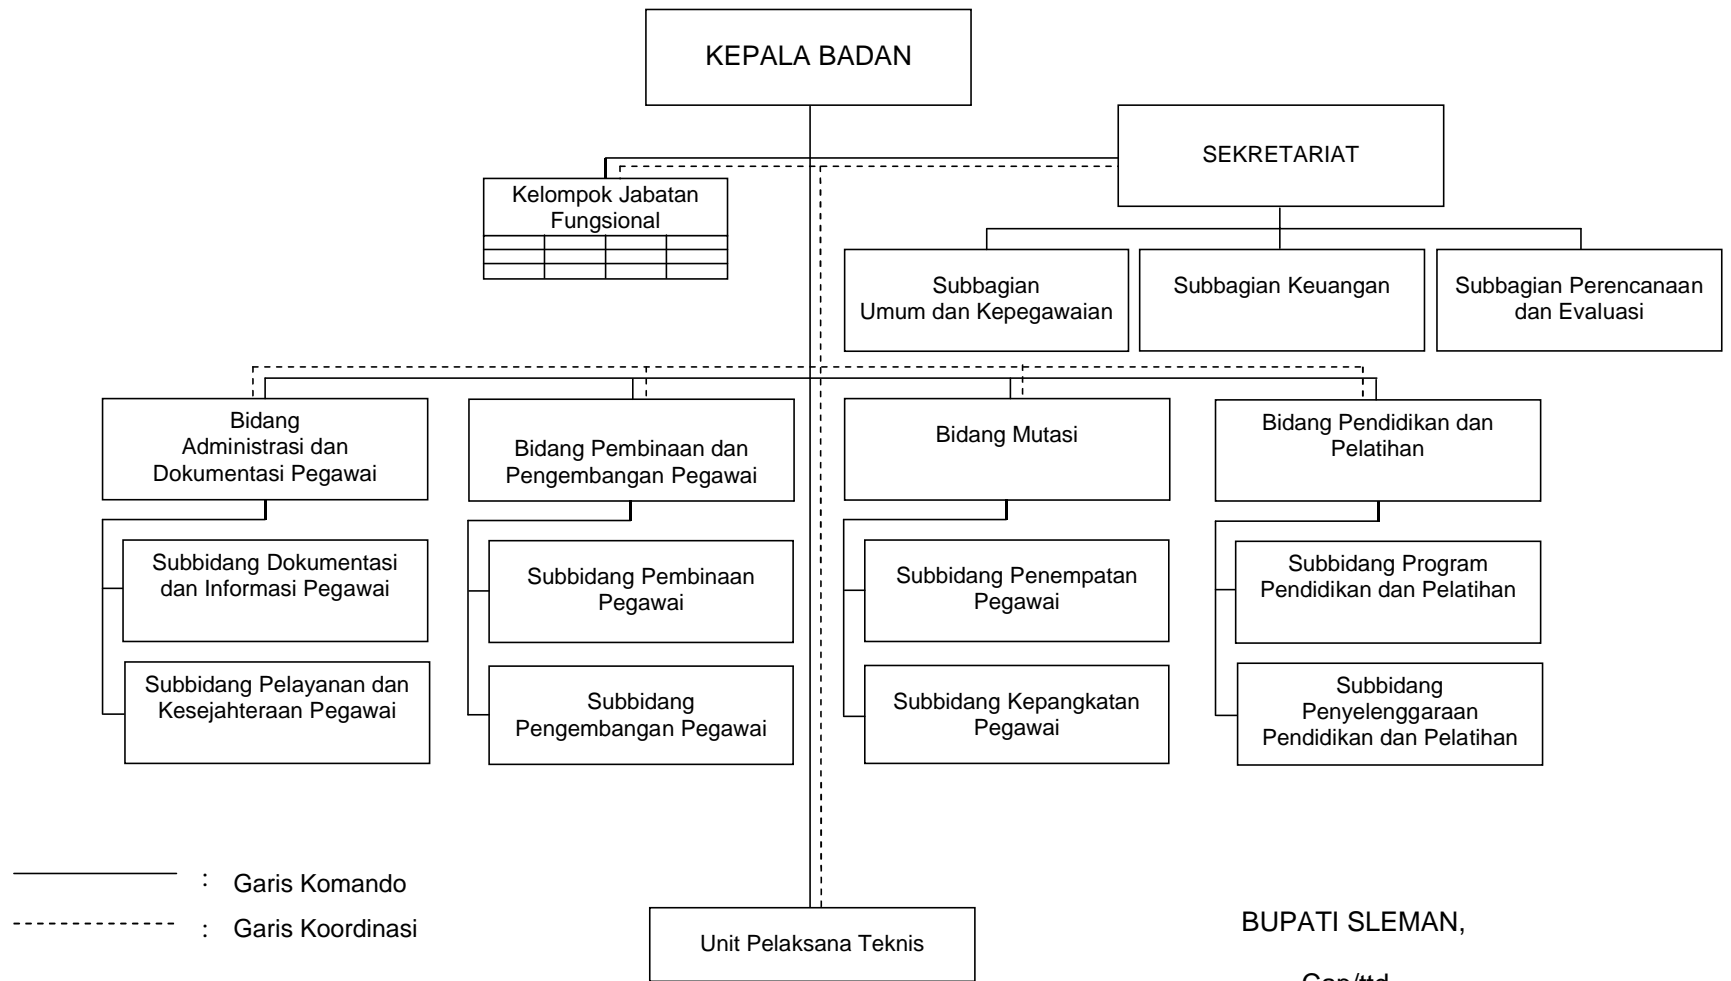 KEPALA BADAN
SEKRETARIAT
Kelompok Jabatan
Fungsional
Subbagian
Umum dan Kepegawaian
Subbagian Keuangan
Subbagian Perencanaan
dan Evaluasi
Bidang
Administrasi dan
Dokumentasi Pegawai
Bidang Pembinaan dan
Pengembangan Pegawai
Bidang Mutasi
Bidang Pendidikan dan
Pelatihan
Subbidang Dokumentasi
dan Informasi Pegawai
Subbidang Pembinaan
Pegawai
Subbidang Penempatan
Pegawai
Subbidang Program
Pendidikan dan Pelatihan
Subbidang Pelayanan dan
Kesejahteraan Pegawai
Subbidang
Pengembangan Pegawai
Subbidang Kepangkatan
Pegawai
Subbidang
Penyelenggaraan
Pendidikan dan Pelatihan
: Garis Komando
: Garis Koordinasi
Unit Pelaksana Teknis
BUPATI SLEMAN,
Cap/ttd